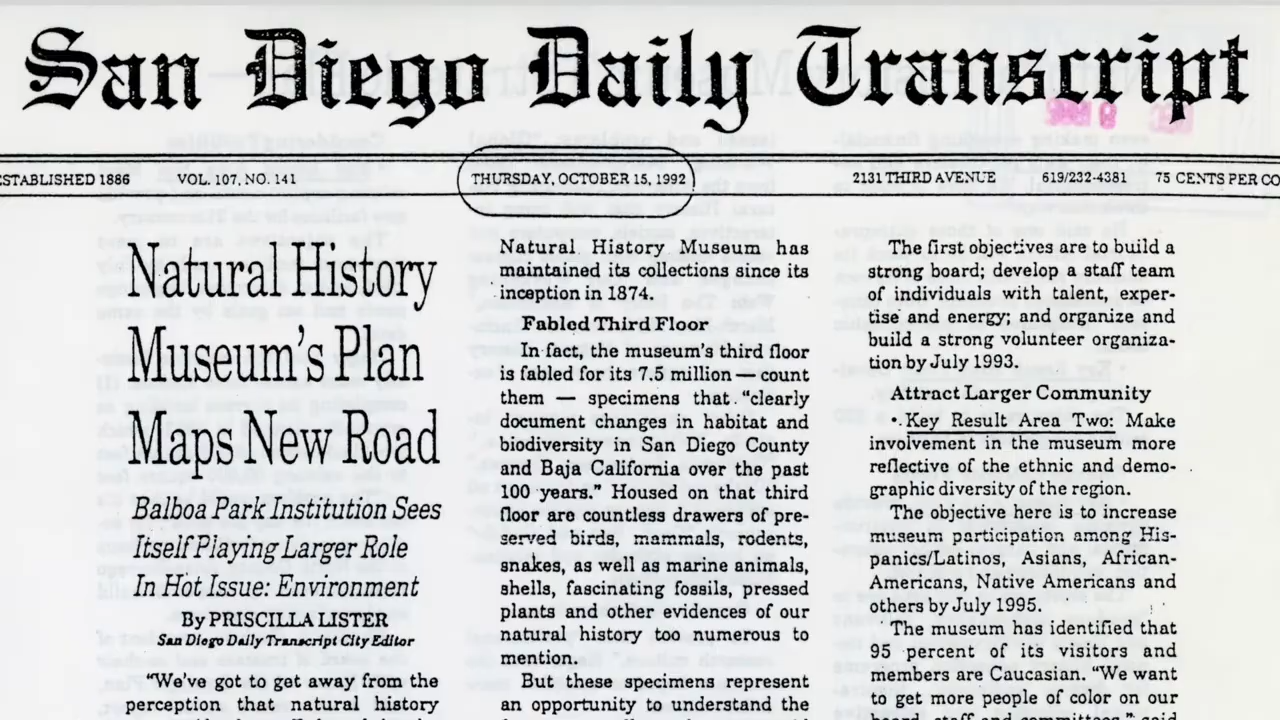 San Diego Daily Transcript
ESTABLISHED 1886 VOL. 107, NO. 141 THURSDAY, OCTOBER 15, 1992 2131 THIRD AVENUE 619/232-4381 75 CENTS PER CO
Natural History
Museum's Plan
Maps New Road
Balboa Park Institution Sees
Itself Playing Larger Role
In Hot Issue: Environment
By PRISCILLA LISTER
San Diego Daily Transcript City Editor
"We've got to get away from the
perception that natural history
Natural History Museum has
maintained its collections since its
inception in 1874.
Fabled Third Floor
In fact, the museum's third floor
is fabled for its 7.5 million — count
them — specimens that "clearly
document changes in habitat and
biodiversity in San Diego County
and Baja California over the past
100 years." Housed on that third
floor are countless drawers of pre-
served birds, mammals, rodents,
snakes, as well as marine animals,
shells, fascinating fossils, pressed
plants and other evidences of our
natural history too numerous to
mention.
But these specimens represent
an opportunity to understand the
The first objectives are to build a
strong board; develop a staff team
of individuals with talent, exper-
tise and energy; and organize and
build a strong volunteer organiza-
tion by July 1993.
Attract Larger Community
• Key Result Area Two: Make
involvement in the museum more
reflective of the ethnic and demo-
graphic diversity of the region.
The objective here is to increase
museum participation among His-
panics/Latinos, Asians, African-
Americans, Native Americans and
others by July 1995.
The museum has identified that
95 percent of its visitors and
members are Caucasian. "We want
to get more people of color on our
board, staff and committees," said